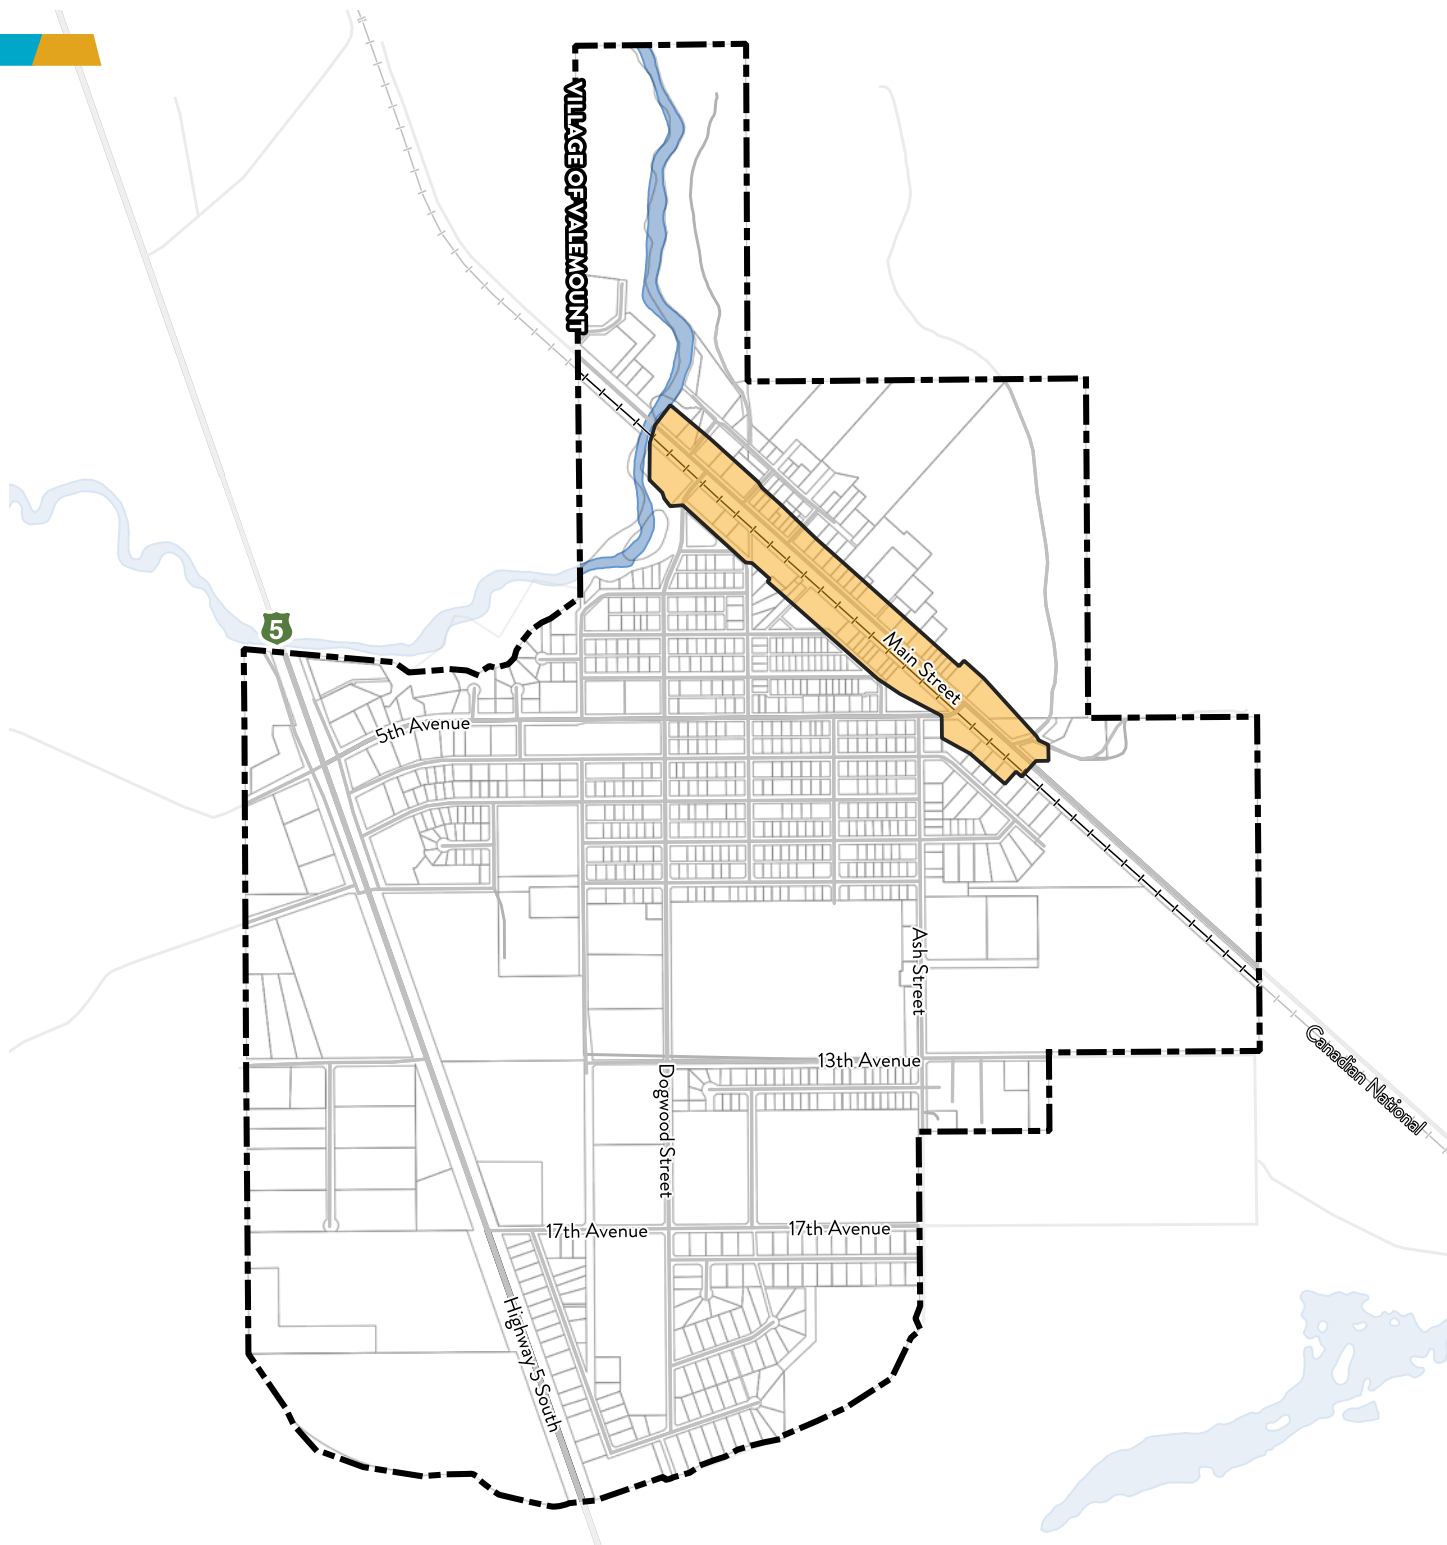 VILLAGE OF VALEMOUNT
5
Main Street
5th Avenue
Ash Street
Canadian National
13th Avenue
Dogwood Street
17th Avenue
17th Avenue
Highway 5 South